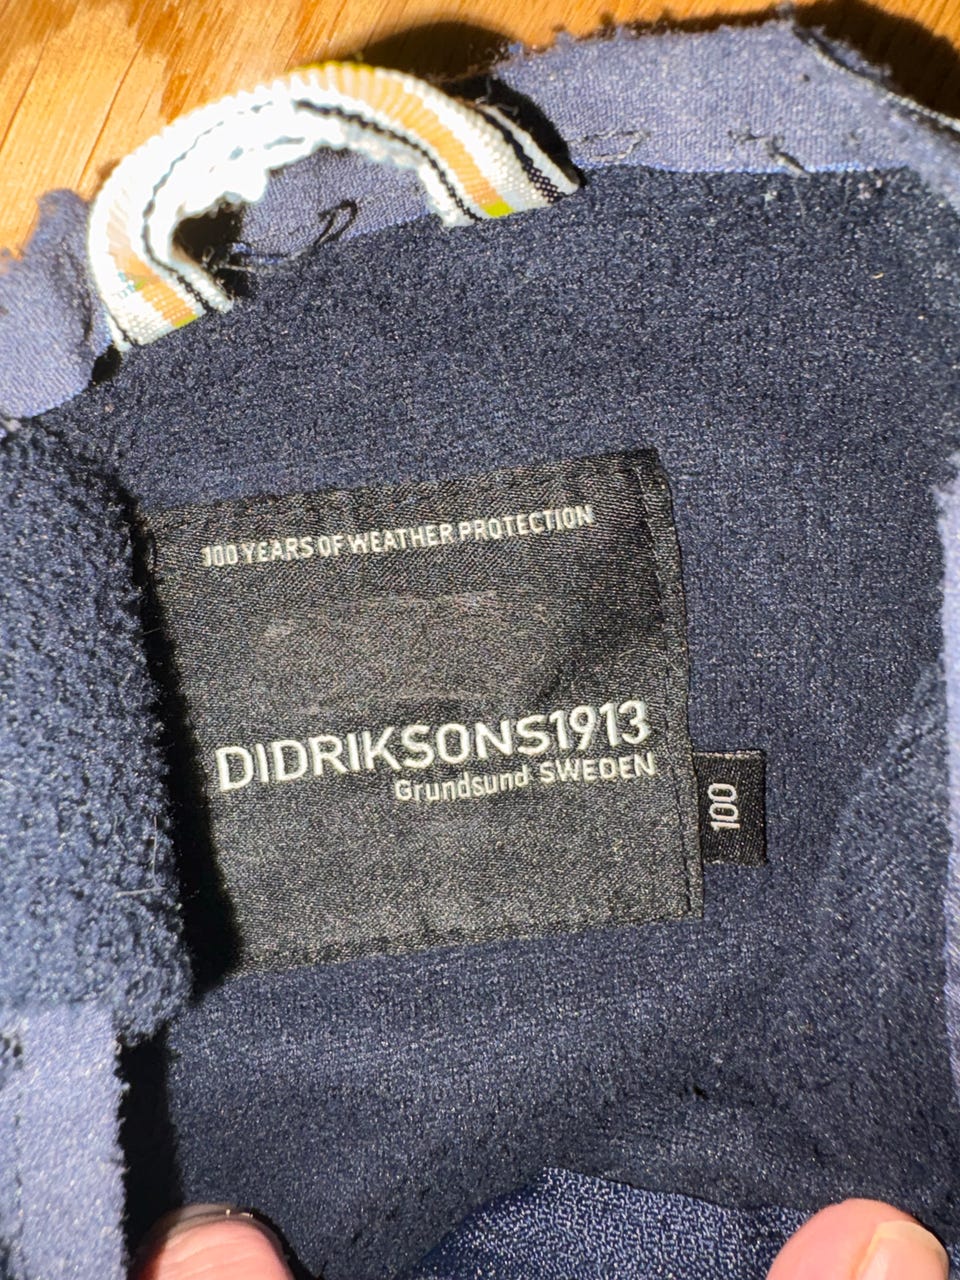 100 YEARS OF WEATHER PROTECTION
DIDRIKSONS1913
Grundsund SWEDEN
100